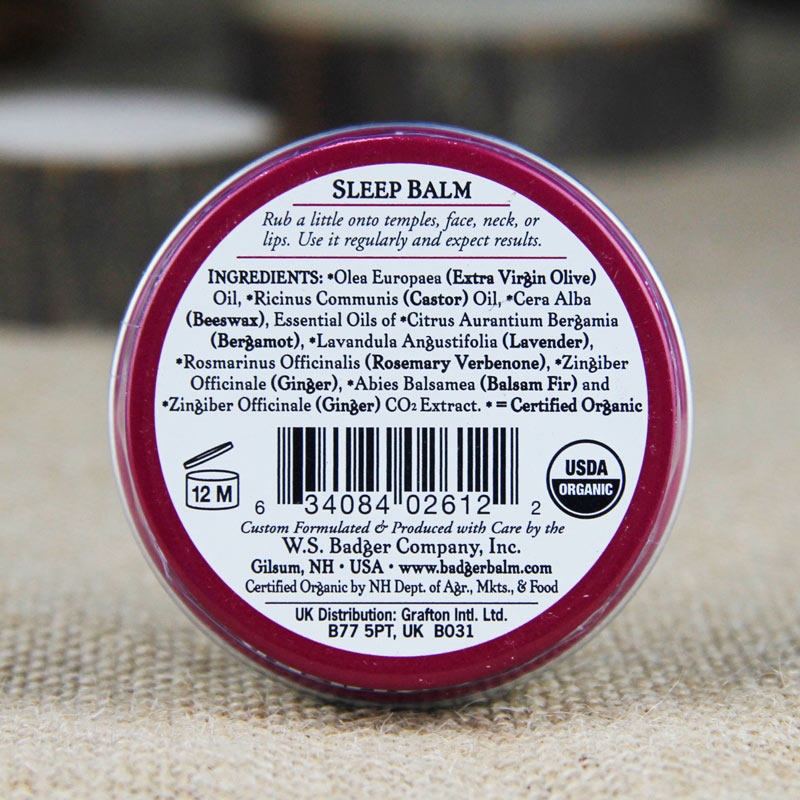 SLEEP BALM
Rub a little onto temples, face, neck, or
lips. Use it regularly and expect results.
INGREDIENTS: *Olea Europaea (Extra Virgin Olive)
Oil, *Ricinus Communis (Castor) Oil, *Cera Alba
(Beeswax), Essential Oils of *Citrus Aurantium Bergamia
(Bergamot), *Lavandula Angustifolia (Lavender),
*Rosmarinus Officinalis (Rosemary Verbenone), *Zingiber
Officinale (Ginger), *Abies Balsamea (Balsam Fir) and
*Zingiber Officinale (Ginger) CO2 Extract. * = Certified Organic
12 M
6 34084 02612 2
USDA
ORGANIC
Custom Formulated & Produced with Care by the
W.S. Badger Company, Inc.
Gilsum, NH • USA • www.badgerbalm.com
Certified Organic by NH Dept. of Agr., Mkts., & Food
UK Distribution: Grafton Intl. Ltd.
B77 5PT, UK B031